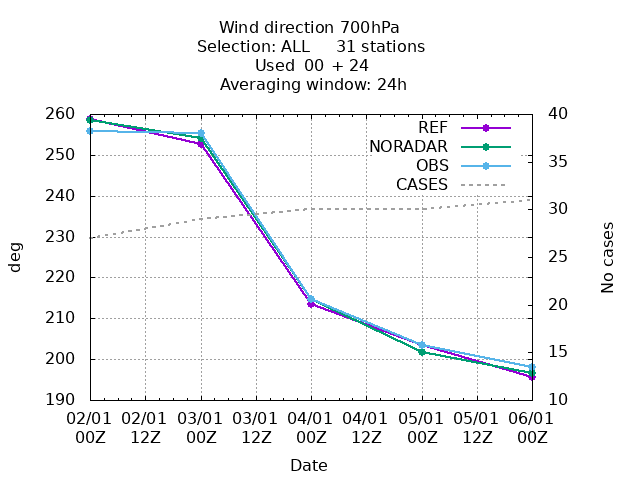 Wind direction 700hPa
Selection: ALL 31 stations
Used 00 + 24
Averaging window: 24h
260 40
REF
NORADAR
OBS
CASES
250 35
240 30
230 25
220 20
210 15
200 10
190
deg
No cases
02/01 02/01 03/01 03/01 04/01 04/01 05/01 05/01 06/01
00Z 12Z 00Z 12Z 00Z 12Z 00Z 12Z 00Z
Date